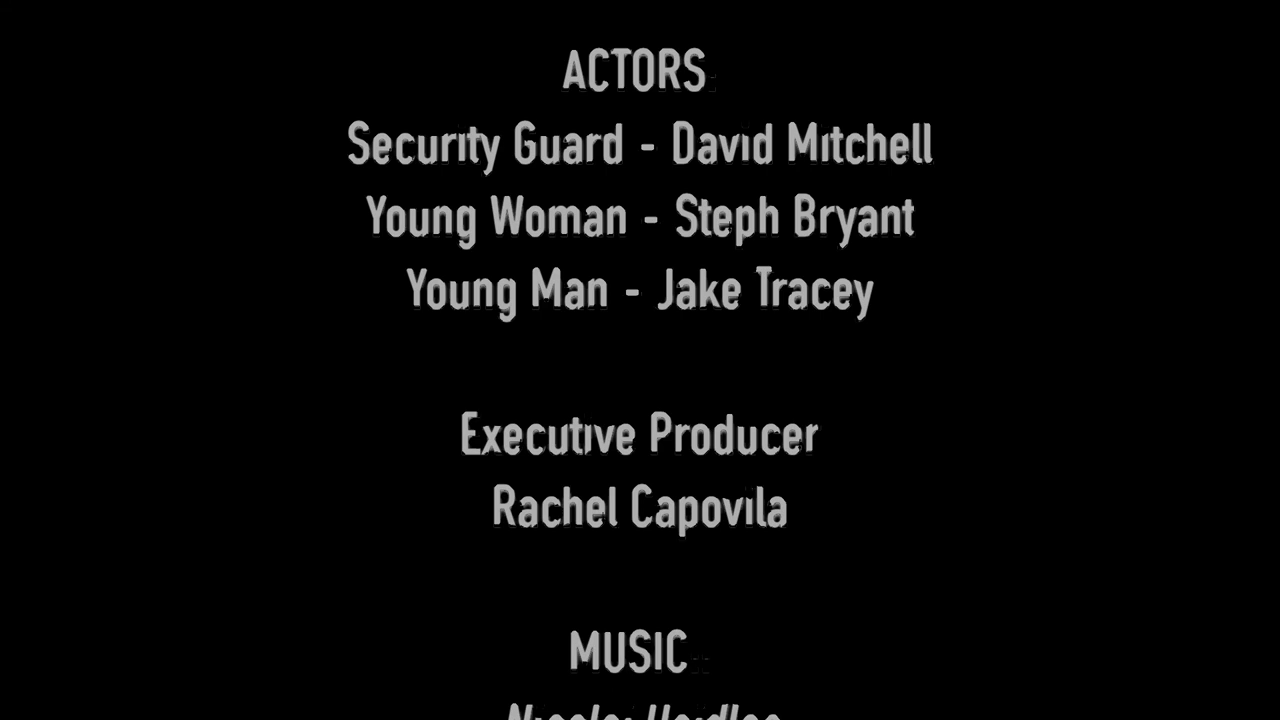 ACTORS
Security Guard - David Mitchell
Young Woman - Steph Bryant
Young Man - Jake Tracey
Executive Producer
Rachel Capovila
MUSIC